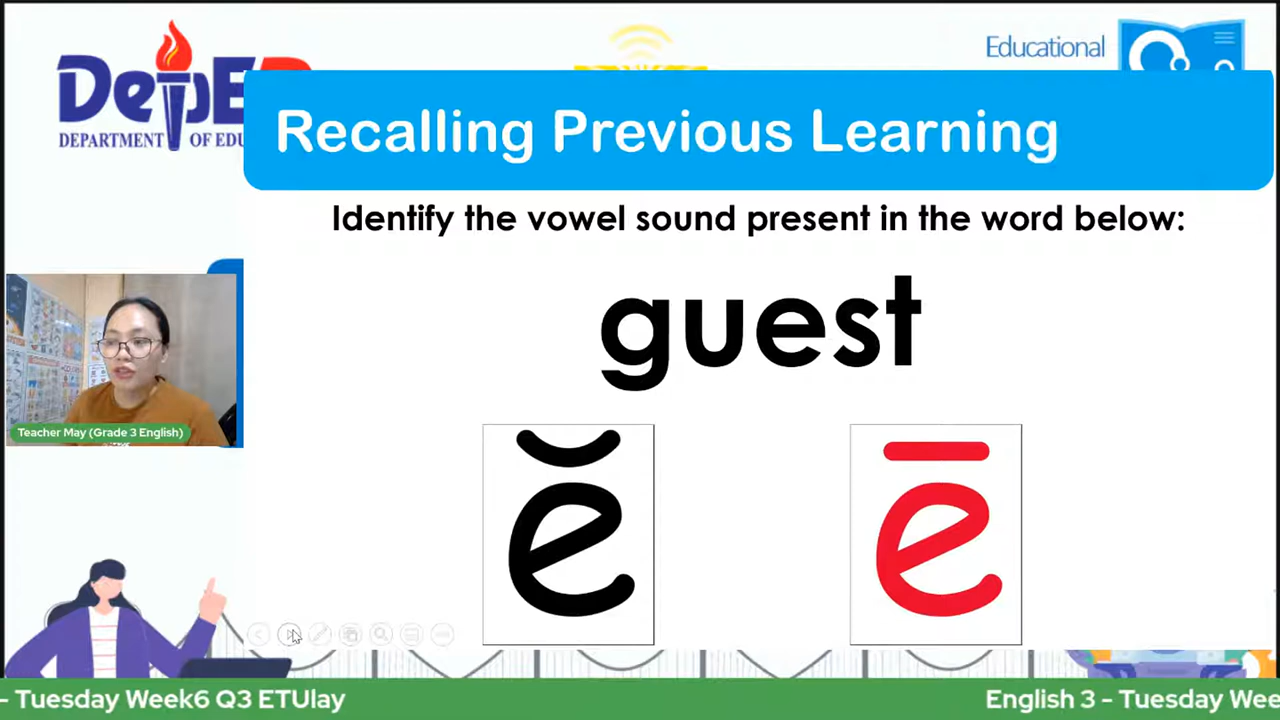 DepED
DEPARTMENT OF EDU
Educational
Recalling Previous Learning
Identify the vowel sound present in the word below:
guest
ĕ
ē
Teacher May (Grade 3 English)
- Tuesday Week6 Q3 ETUlay
English 3 - Tuesday Wee